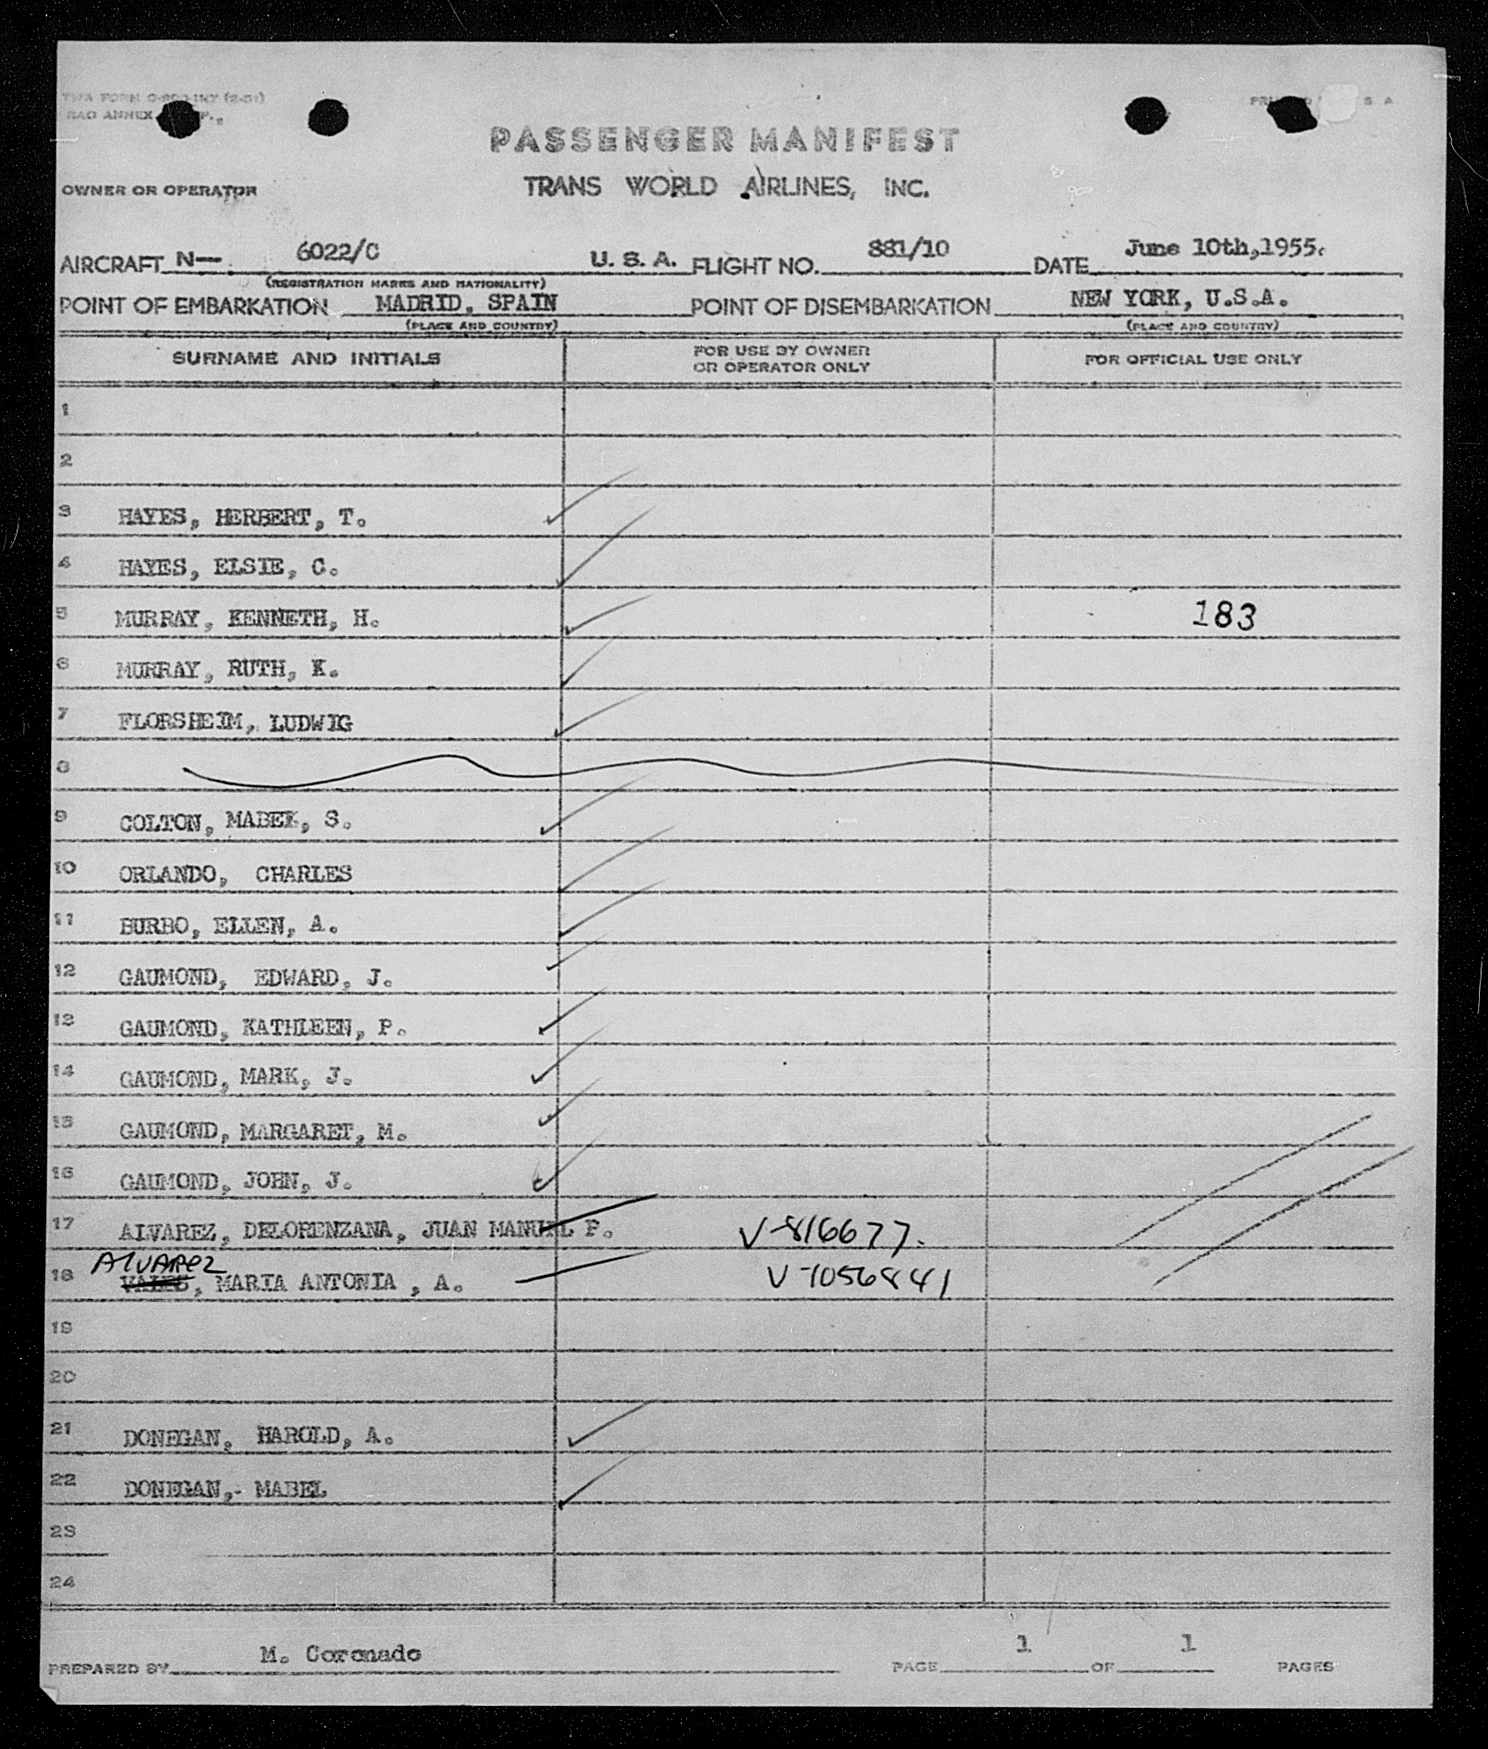 TWA FORM
RAO ANNEX
PASSENGER MANIFEST
OWNER OR OPERATOR TRANS WORLD AIRLINES, INC.
AIRCRAFT N— 6022/C U. S. A. FLIGHT NO. 881/10 DATE June 10th,1955.
(REGISTRATION MARKS AND NATIONALITY)
POINT OF EMBARKATION MADRID, SPAIN POINT OF DISEMBARKATION NEW YORK, U.S.A.
(PLACE AND COUNTRY) (PLACE AND COUNTRY)
SURNAME AND INITIALS FOR USE BY OWNER OR OPERATOR ONLY FOR OFFICIAL USE ONLY
1
2
3 HAYES, HERBERT, T.
4 HAYES, ELSIE, C.
5 MURRAY, KENNETH, H. 183
6 MURRAY, RUTH, K.
7 FLORSHEIM, LUDWIG
8
9 COLTON, MABEK, S.
10 ORLANDO, CHARLES
11 BURBO, ELLEN, A.
12 GAUMOND, EDWARD, J.
13 GAUMOND, KATHLEEN, P.
14 GAUMOND, MARK, J.
15 GAUMOND, MARGARET, M.
16 GAUMOND, JOHN, J.
17 ALVAREZ, DELORENZANA, JUAN MANUEL P. V-816677.
18 Alvarez, MARIA ANTONIA , A. V-1056841
19
20
21 DONEGAN, HAROLD, A.
22 DONEGAN,- MABEL
23
24
PREPARED BY M. Coronado PAGE 1 OF 1 PAGES